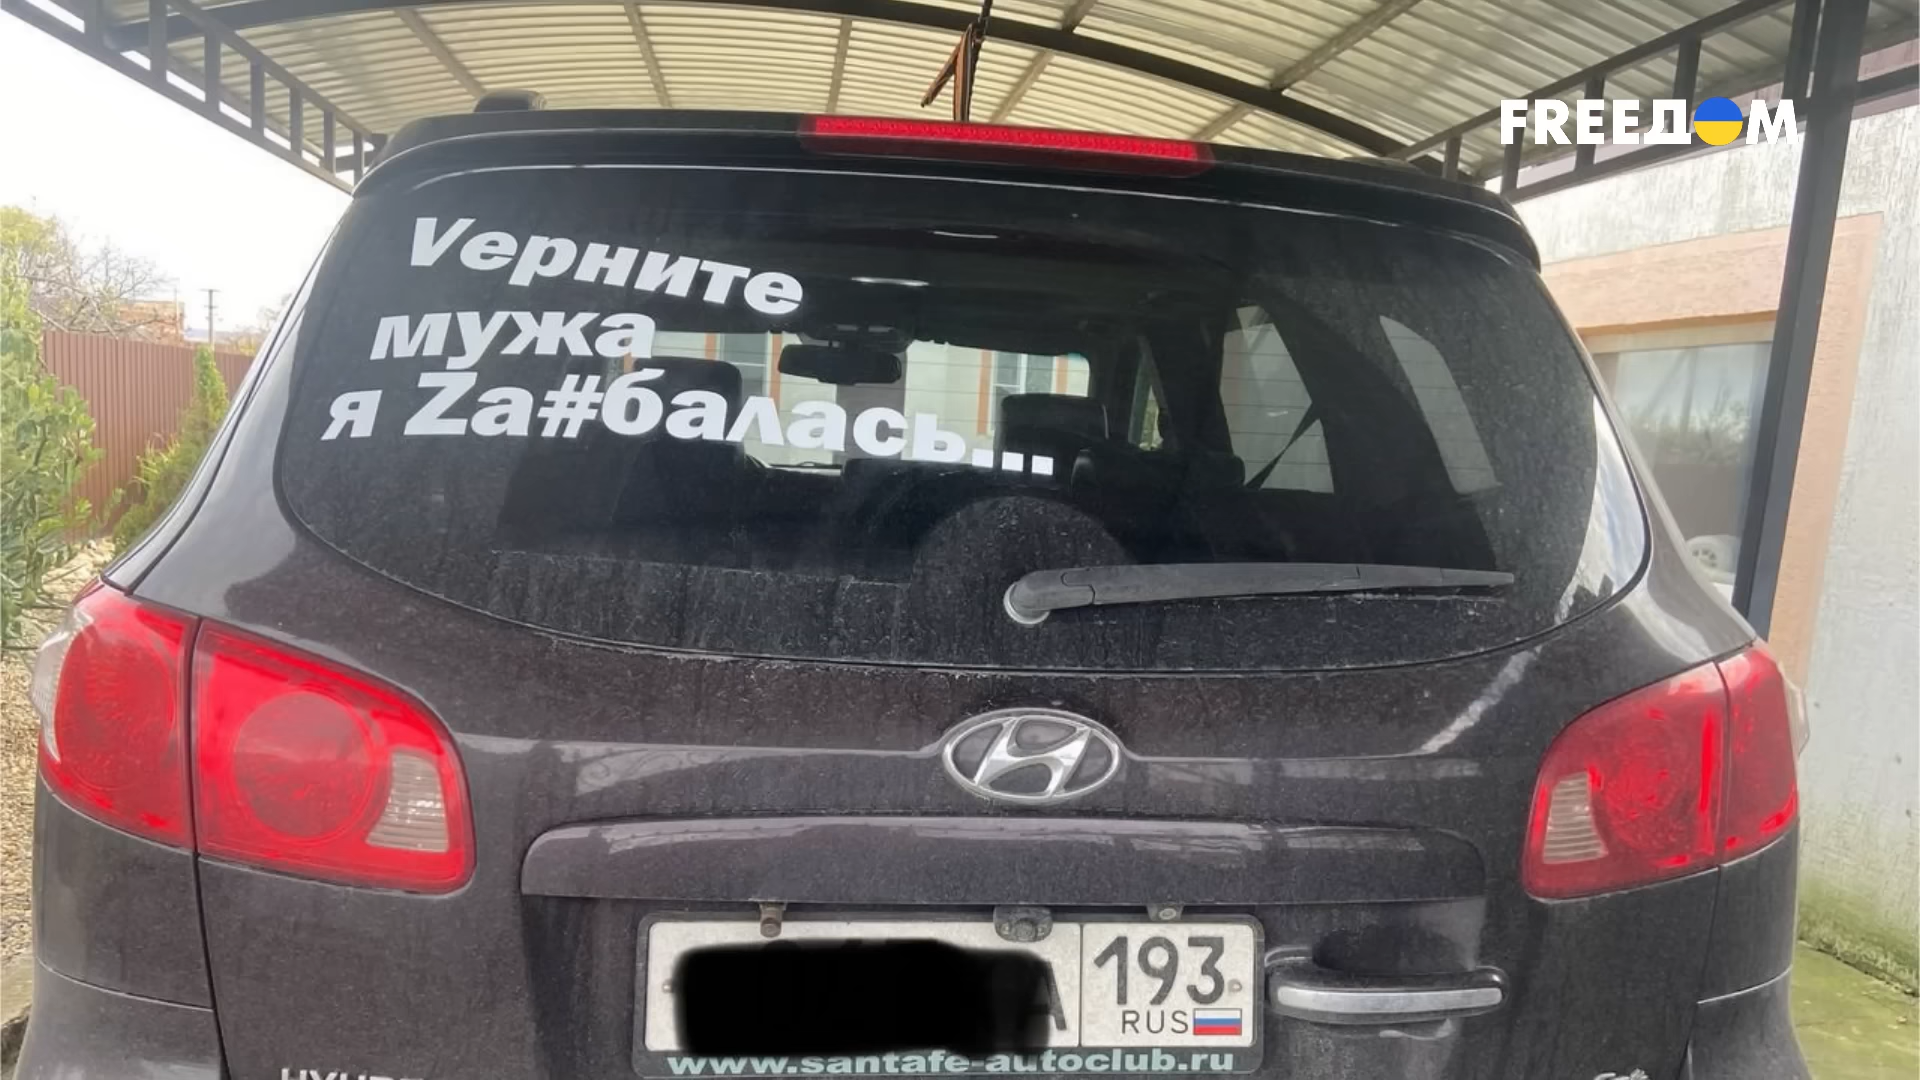 FREEДOM
Vерните
мужа
я Zа#балась...
193
RUS
www.santafe-autoclub.ru